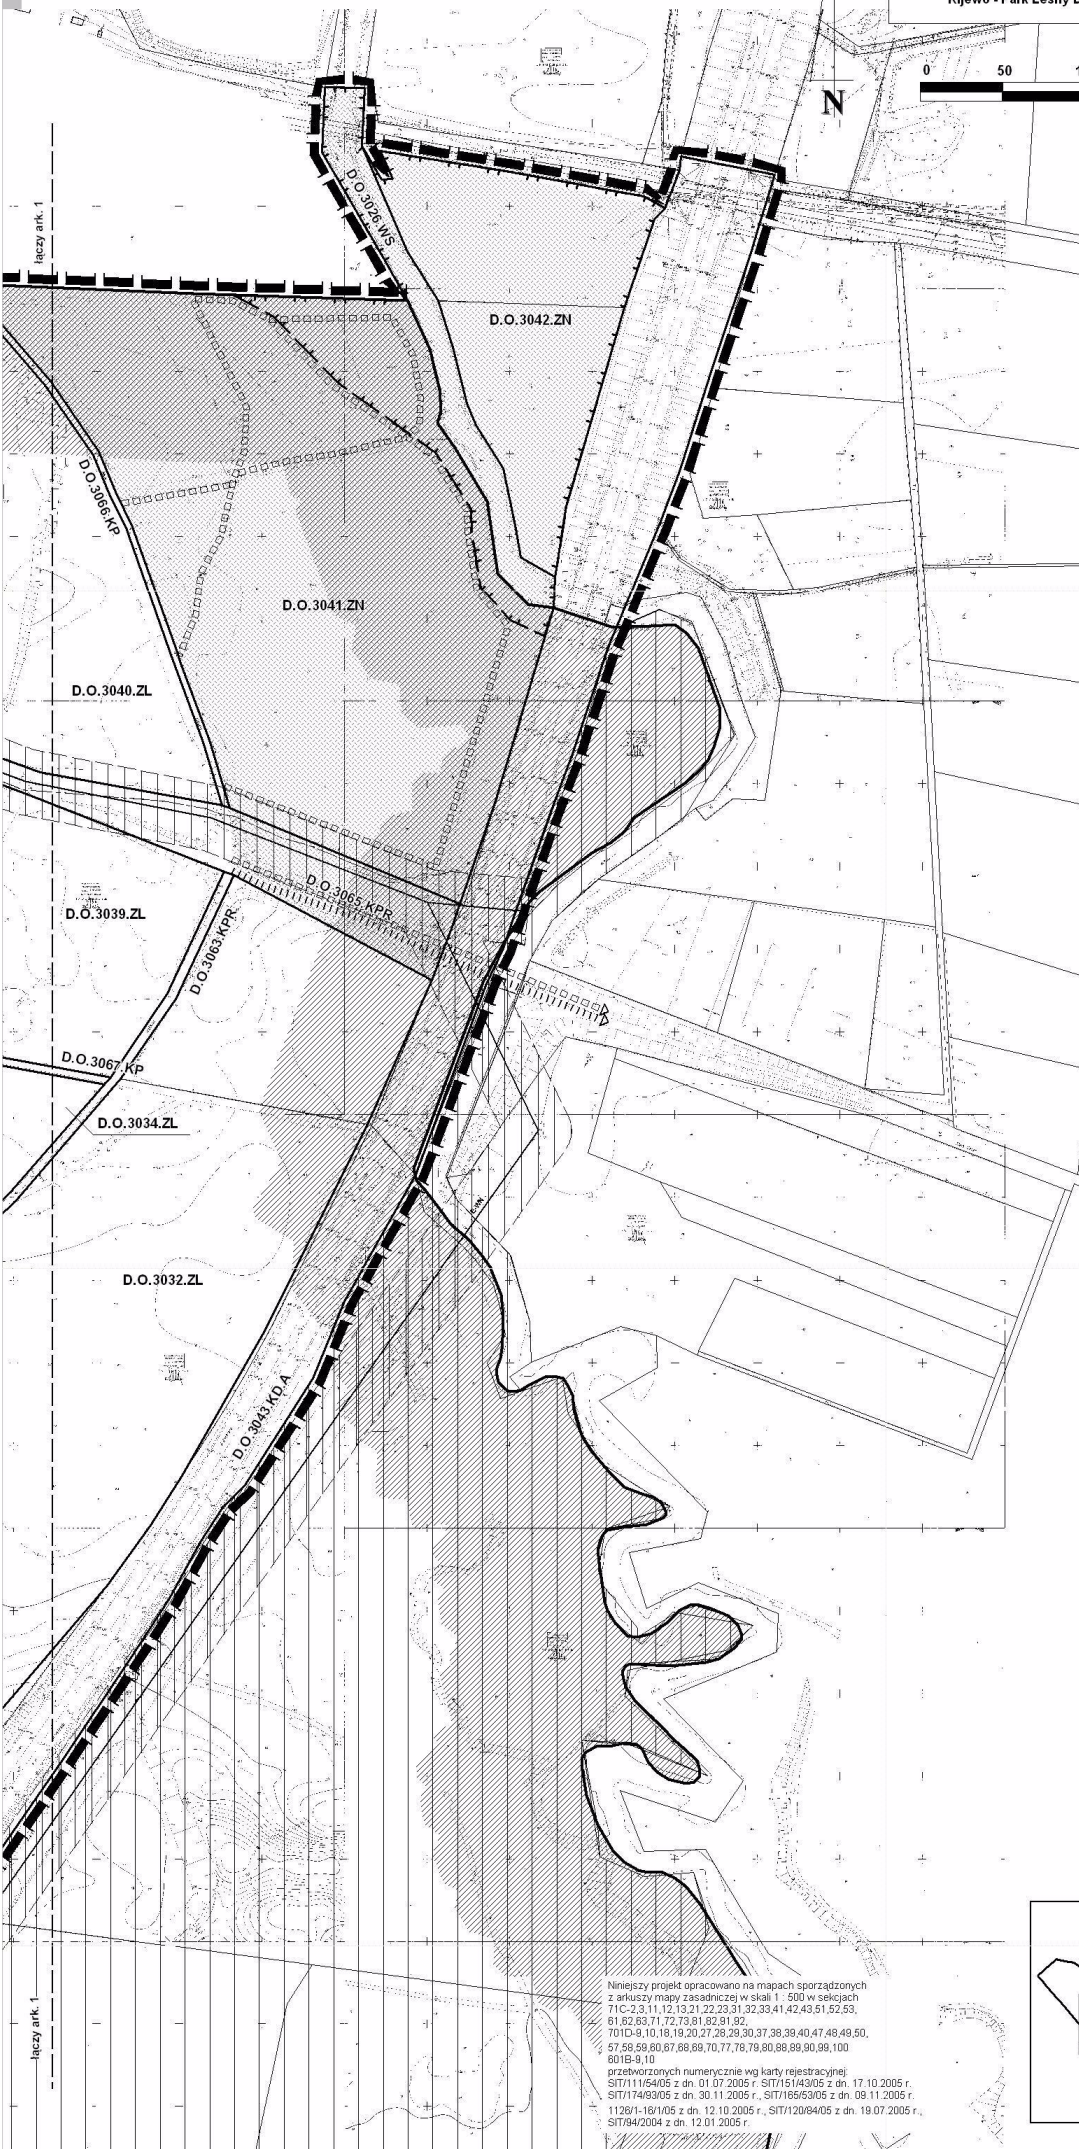 Kijewo - Park Leśny
0 50 1
N
łączy ark. 1
D.O.3026.WS
D.O.3042.ZN
D.O.3066.KP
D.O.3041.ZN
D.O.3040.ZL
D.O.3065.KPR
D.O.3039.ZL
D.O.3063.KPR
D.O.3067.KP
D.O.3034.ZL
D.O.3032.ZL
D.O.3043.KD.A
łączy ark. 1
Niniejszy projekt opracowano na mapach sporządzonych
z arkuszy mapy zasadniczej w skali 1 : 500 w sekcjach
71C-2,3,11,12,13,21,22,23,31,32,33,41,42,43,51,52,53,
61,62,63,71,72,73,81,82,91,92,
701D-9,10,18,19,20,27,28,29,30,37,38,39,40,47,48,49,50,
57,58,59,60,67,68,69,70,77,78,79,80,88,89,90,99,100
601B-9,10
przetworzonych numerycznie wg karty rejestracyjnej:
SIT/111/54/05 z dn. 01.07.2005 r. SIT/151/43/05 z dn. 17.10.2005 r.
SIT/174/93/05 z dn. 30.11.2005 r., SIT/165/53/05 z dn. 09.11.2005 r.
1126/1-16/1/05 z dn. 12.10.2005 r., SIT/120/84/05 z dn. 19.07.2005 r.,
SIT/94/2004 z dn. 12.01.2005 r.